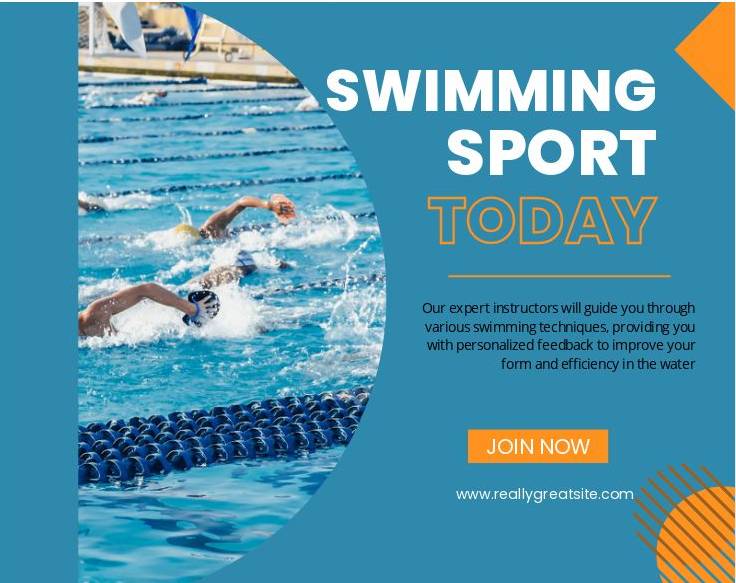 SWIMMING
SPORT
TODAY
Our expert instructors will guide you through
various swimming techniques, providing you
with personalized feedback to improve your
form and efficiency in the water
JOIN NOW
www.reallygreatsite.com